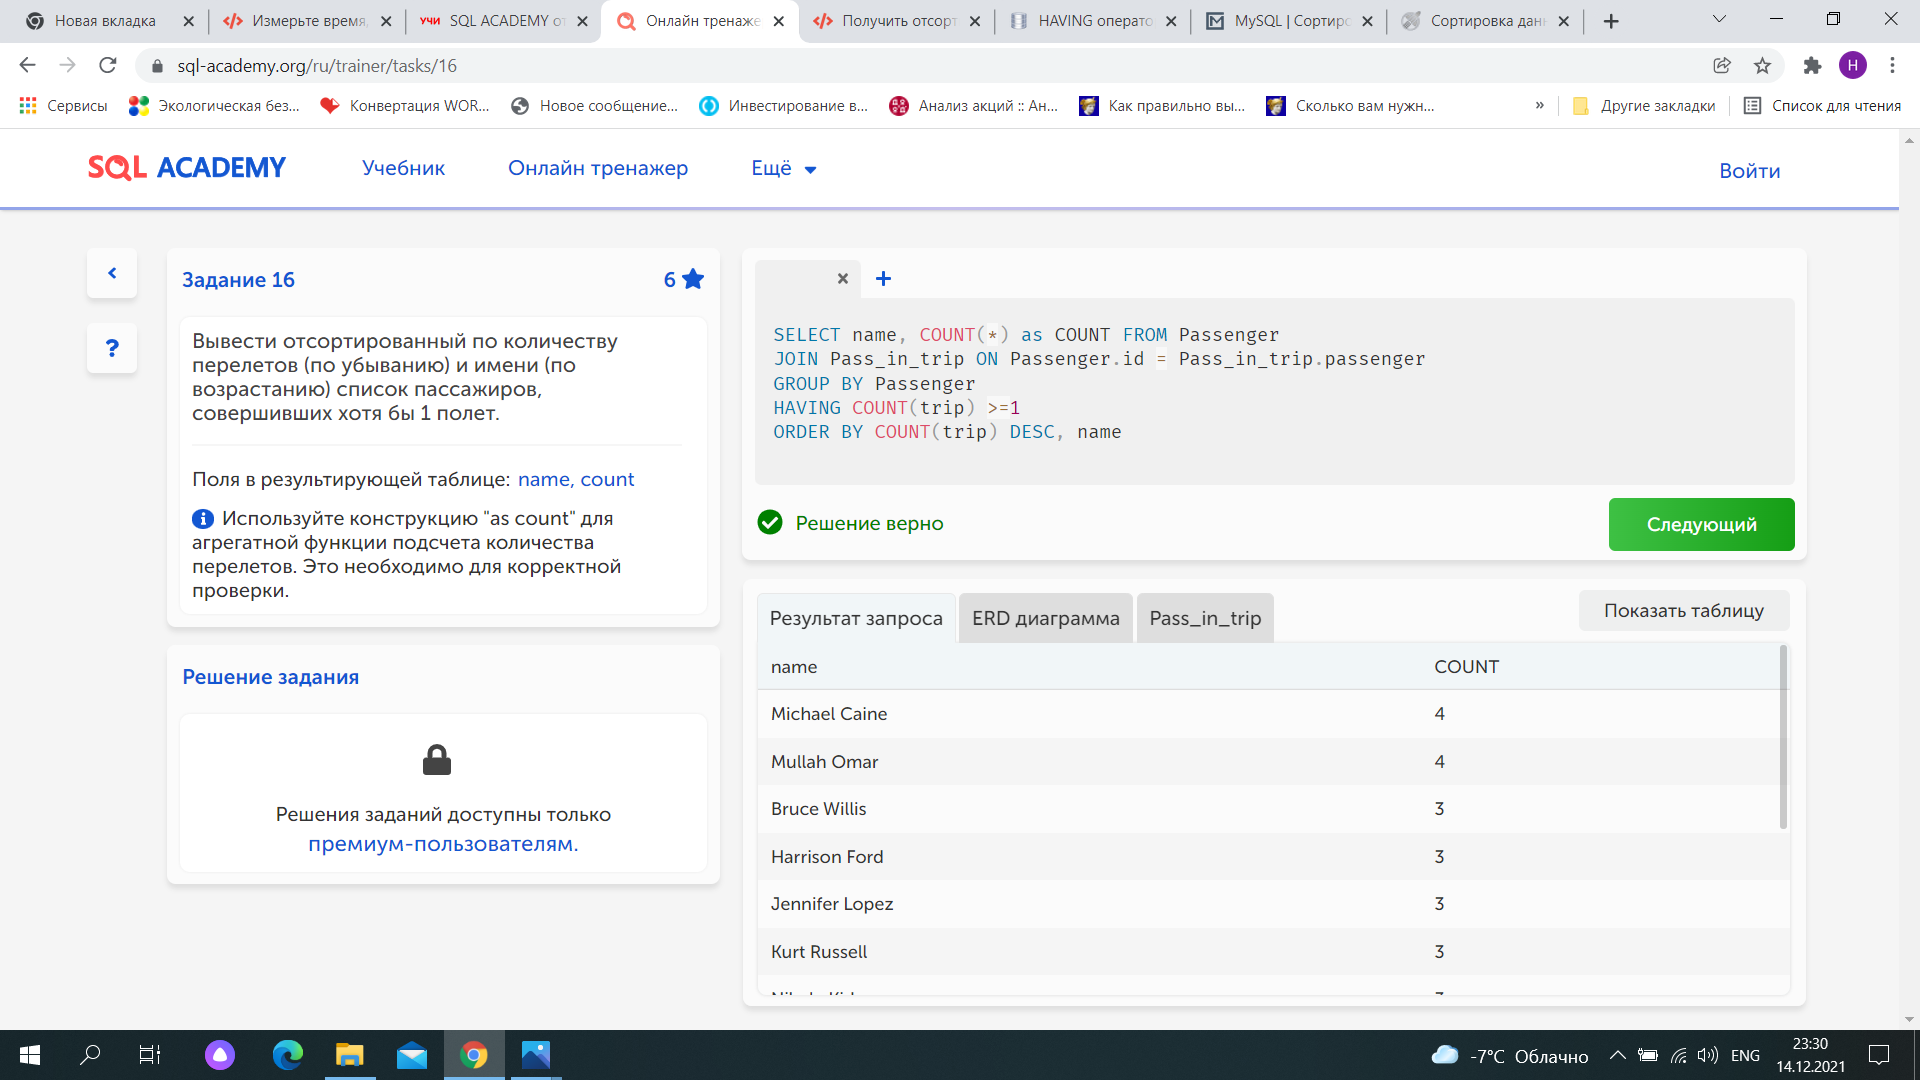 Новая вкладка
Измерьте время,
УЧИ SQL ACADEMY от
Онлайн тренаже
Получить отсорт
HAVING операто
MySQL | Сортиро
Сортировка дан
sql-academy.org/ru/trainer/tasks/16
Н
Сервисы
Экологическая без...
Конвертация WOR...
Новое сообщение...
Инвестирование в...
Анализ акций :: Ан...
Как правильно вы...
Сколько вам нужн...
»
Другие закладки
Список для чтения
SQL ACADEMY
Учебник
Онлайн тренажер
Ещё
Войти
Задание 16
6
Вывести отсортированный по количеству
перелетов (по убыванию) и имени (по
возрастанию) список пассажиров,
совершивших хотя бы 1 полет.
Поля в результирующей таблице: name, count
Используйте конструкцию "as count" для
агрегатной функции подсчета количества
перелетов. Это необходимо для корректной
проверки.
Решение задания
Решения заданий доступны только
премиум-пользователям.
SELECT name, COUNT(*) as COUNT FROM Passenger
JOIN Pass_in_trip ON Passenger.id = Pass_in_trip.passenger
GROUP BY Passenger
HAVING COUNT(trip) >=1
ORDER BY COUNT(trip) DESC, name
Решение верно
Следующий
Результат запроса
ERD диаграмма
Pass_in_trip
Показать таблицу
name COUNT
Michael Caine 4
Mullah Omar 4
Bruce Willis 3
Harrison Ford 3
Jennifer Lopez 3
Kurt Russell 3
-7°C Облачно
ENG
23:30
14.12.2021